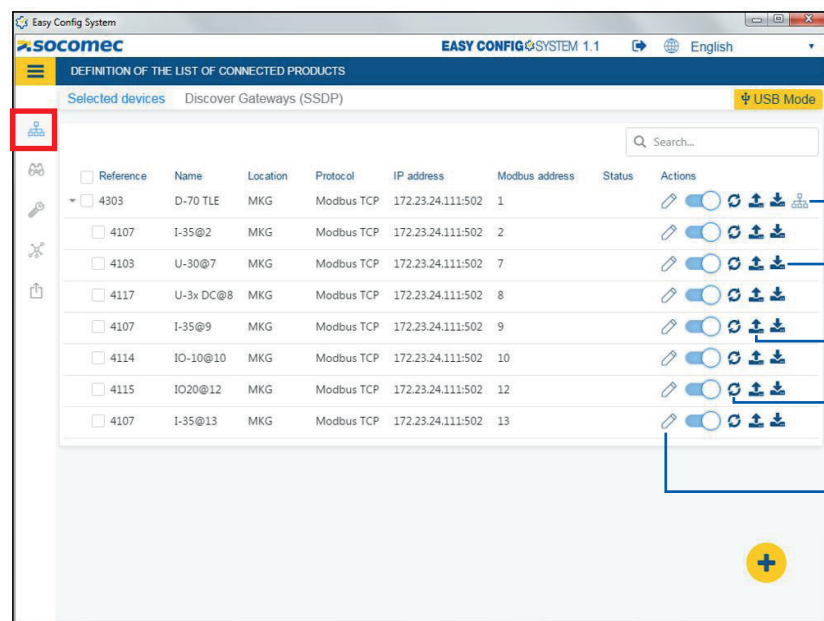 Easy Config System
socomec
EASY CONFIG SYSTEM 1.1 English
DEFINITION OF THE LIST OF CONNECTED PRODUCTS
Selected devices Discover Gateways (SSDP) USB Mode
Search...
Reference Name Location Protocol IP address Modbus address Status Actions
4303 D-70 TLE MKG Modbus TCP 172.23.24.111:502 1
4107 I-35@2 MKG Modbus TCP 172.23.24.111:502 2
4103 U-30@7 MKG Modbus TCP 172.23.24.111:502 7
4117 U-3x DC@8 MKG Modbus TCP 172.23.24.111:502 8
4107 I-35@9 MKG Modbus TCP 172.23.24.111:502 9
4114 IO-10@10 MKG Modbus TCP 172.23.24.111:502 10
4115 IO20@12 MKG Modbus TCP 172.23.24.111:502 12
4107 I-35@13 MKG Modbus TCP 172.23.24.111:502 13